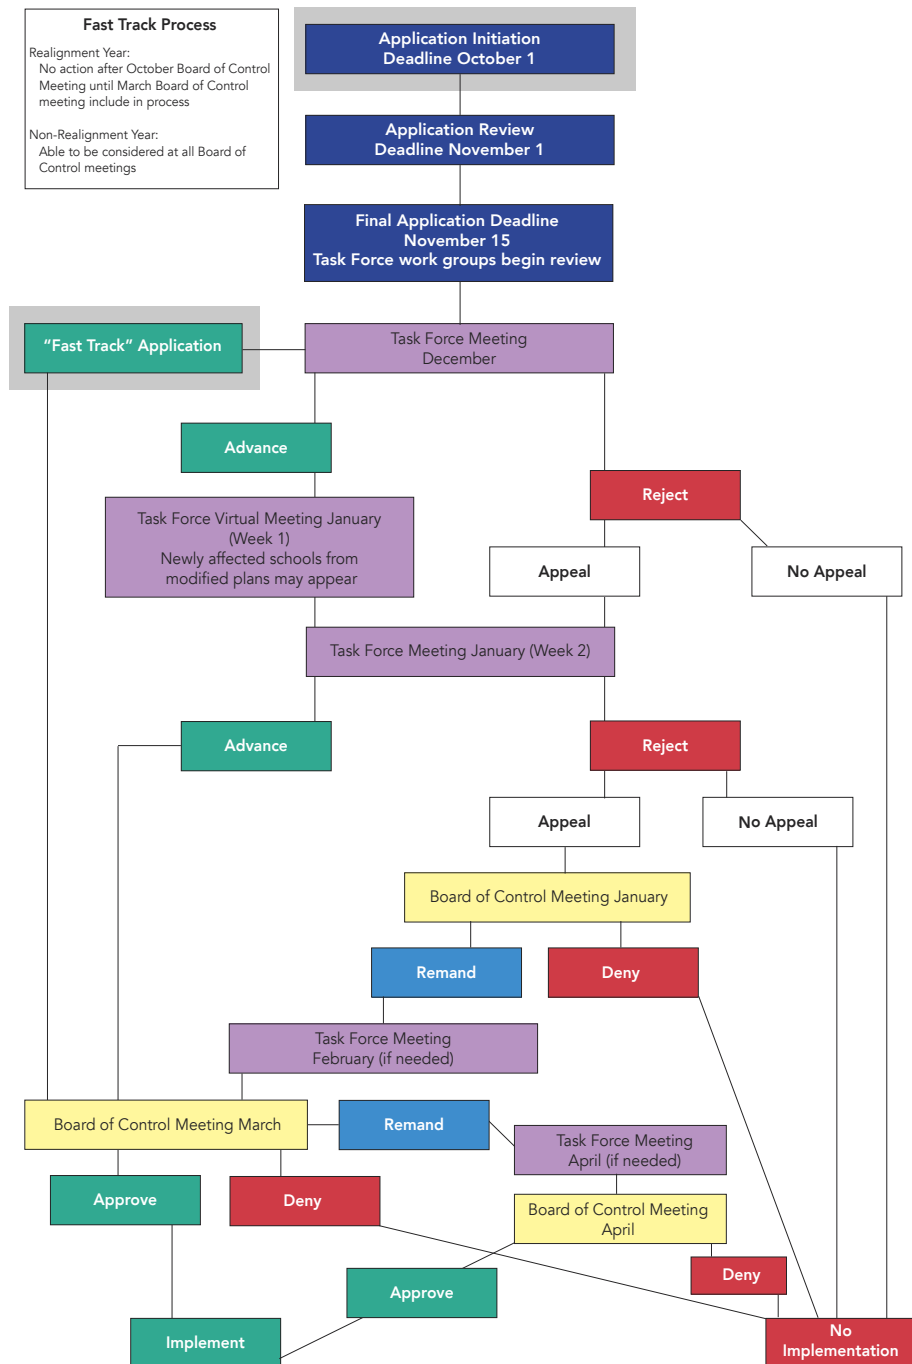 Fast Track Process
Realignment Year:
No action after October Board of Control
Meeting until March Board of Control
meeting include in process
Non-Realignment Year:
Able to be considered at all Board of
Control meetings
Application Initiation
Deadline October 1
Application Review
Deadline November 1
Final Application Deadline
November 15
Task Force work groups begin review
“Fast Track” Application
Task Force Meeting
December
Advance
Reject
Task Force Virtual Meeting January
(Week 1)
Newly affected schools from
modified plans may appear
Appeal
No Appeal
Task Force Meeting January (Week 2)
Advance
Reject
Appeal
No Appeal
Board of Control Meeting January
Remand
Deny
Task Force Meeting
February (if needed)
Board of Control Meeting March
Remand
Task Force Meeting
April (if needed)
Approve
Deny
Board of Control Meeting
April
Deny
Approve
Implement
No
Implementation